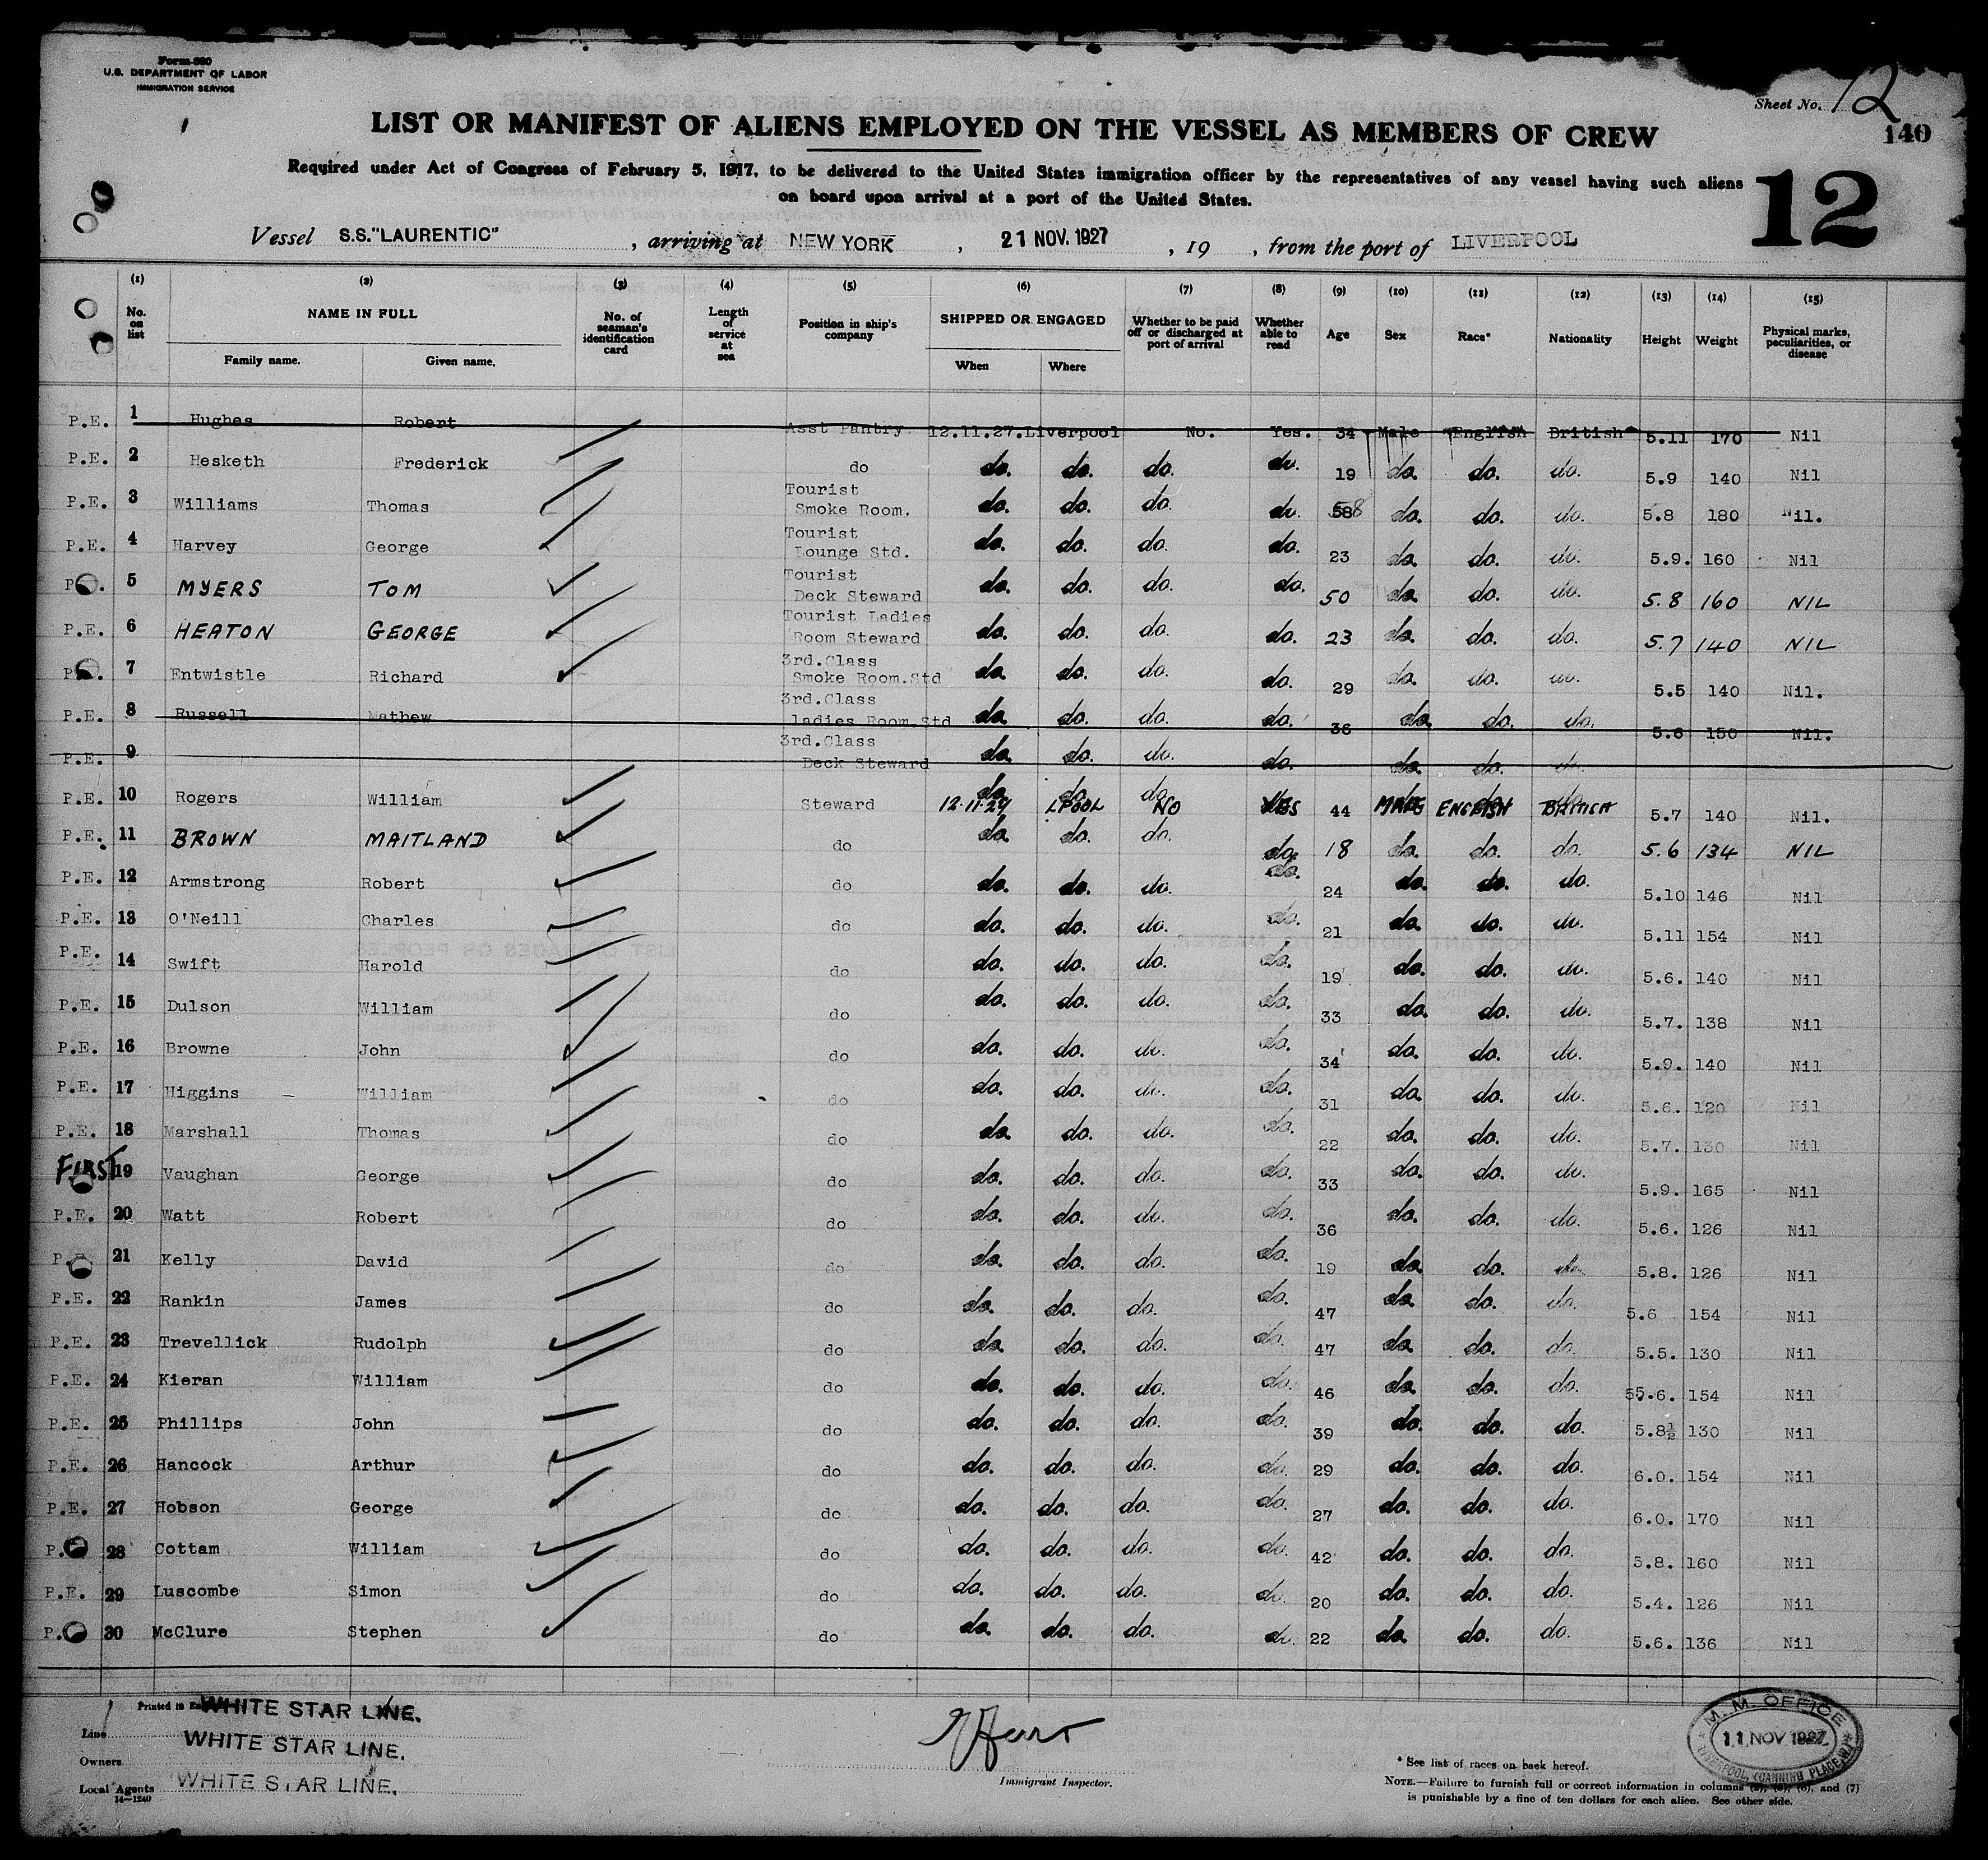 Form 680
U.S. DEPARTMENT OF LABOR
IMMIGRATION SERVICE
Sheet No. 12
140
LIST OR MANIFEST OF ALIENS EMPLOYED ON THE VESSEL AS MEMBERS OF CREW
12
Required under Act of Congress of February 5, 1917, to be delivered to the United States immigration officer by the representatives of any vessel having such aliens
on board upon arrival at a port of the United States.
Vessel S.S."LAURENTIC" , arriving at NEW YORK , 21 NOV. 1927 , 19 , from the port of LIVERPOOL
(1) (2) (3) (4) (5) (6) (7) (8) (9) (10) (11) (12) (13) (14) (15)
No. on list NAME IN FULL Family name. Given name. No. of seaman's identification card Length of service at sea Position in ship's company SHIPPED OR ENGAGED When Where Whether to be paid off or discharged at port of arrival Whether able to read Age Sex Race* Nationality Height Weight Physical marks, peculiarities, or disease
P.E. 1 Hughes Robert Asst Pantry. 12.11.27. Liverpool No. Yes. 34 Male English British 5.11 170 Nil
P.E. 2 Hesketh Frederick do do. do. do. do. 19 do. do. do. 5.9 140 Nil
P.E. 3 Williams Thomas Tourist Smoke Room. do. do. do. do. 58 do. do. do. 5.8 180 Nil.
P.E. 4 Harvey George Tourist Lounge Std. do. do. do. do. 23 do. do. do. 5.9. 160 Nil
P. . 5 MYERS TOM Tourist Deck Steward do. do. do. do. 50 do. do. do. 5.8 160 NIL
P.E. 6 HEATON GEORGE Tourist Ladies Room Steward do. do. do. do. 23 do. do. do. 5.7 140 NIL
P. . 7 Entwistle Richard 3rd.Class Smoke Room.Std do. do. do. do. 29 do. do. do. 5.5 140 Nil.
P.E. 8 Russell Mathew 3rd.Class ladies Room.Std do. do. do. do. 36 do. do. do. 5.6 150 Nil.
P.E. 9 3rd.Class Deck Steward do. do. do. do. do. do. do.
P.E. 10 Rogers William Steward do. do. do. 12.11.27 LPOOL NO YES 44 MALE ENGLISH BRITISH 5.7 140 Nil.
P.E. 11 BROWN MAITLAND do do. do. do. do. 18 do. do. do. 5.6 134 NIL
P.E. 12 Armstrong Robert do do. do. do. do. 24 do. do. do. 5.10 146 Nil
P.E. 13 O'Neill Charles do do. do. do. do. 21 do. do. do. 5.11 154 Nil
P.E. 14 Swift Harold do do. do. do. do. 19 do. do. do. 5.6. 140 Nil
P.E. 15 Dulson William do do. do. do. do. 33 do. do. do. 5.7. 138 Nil
P.E. 16 Browne John do do. do. do. do. 34 do. do. do. 5.9. 140 Nil
P.E. 17 Higgins William do do. do. do. do. 31 do. do. do. 5.6. 120 Nil
P.E. 18 Marshall Thomas do do. do. do. do. 22 do. do. do. 5.7. 130 Nil
FIRST 19 Vaughan George do do. do. do. do. 33 do. do. do. 5.9. 165 Nil
P.E. 20 Watt Robert do do. do. do. do. 36 do. do. do. 5.6. 126 Nil
P.E. 21 Kelly David do do. do. do. do. 19 do. do. do. 5.8. 126 Nil
P.E. 22 Rankin James do do. do. do. do. 47 do. do. do. 5.6 154 Nil
P.E. 23 Trevellick Rudolph do do. do. do. do. 47 do. do. do. 5.5. 130 Nil
P.E. 24 Kieran William do do. do. do. do. 46 do. do. do. 55.6. 154 Nil
P.E. 25 Phillips John do do. do. do. do. 39 do. do. do. 5.8½ 130 Nil
P.E. 26 Hancock Arthur do do. do. do. do. 29 do. do. do. 6.0. 154 Nil
P.E. 27 Hobson George do do. do. do. do. 27 do. do. do. 6.0. 170 Nil
P. 28 Cottam William do do. do. do. do. 42 do. do. do. 5.8. 160 Nil
P.E. 29 Luscombe Simon do do. do. do. do. 20 do. do. do. 5.4. 126 Nil
P. 30 McClure Stephen do do. do. do. do. 22 do. do. do. 5.6. 136 Nil
Printed in WHITE STAR LINE.
Line WHITE STAR LINE.
Owners
Local Agents WHITE STAR LINE.
14—1240
Immigrant Inspector.
M. M. OFFICE
11 NOV 1927
LIVERPOOL CANNING PLACE
* See list of races on back hereof.
NOTE.—Failure to furnish full or correct information in columns (2), (5), (6), and (7)
is punishable by a fine of ten dollars for each alien. See other side.